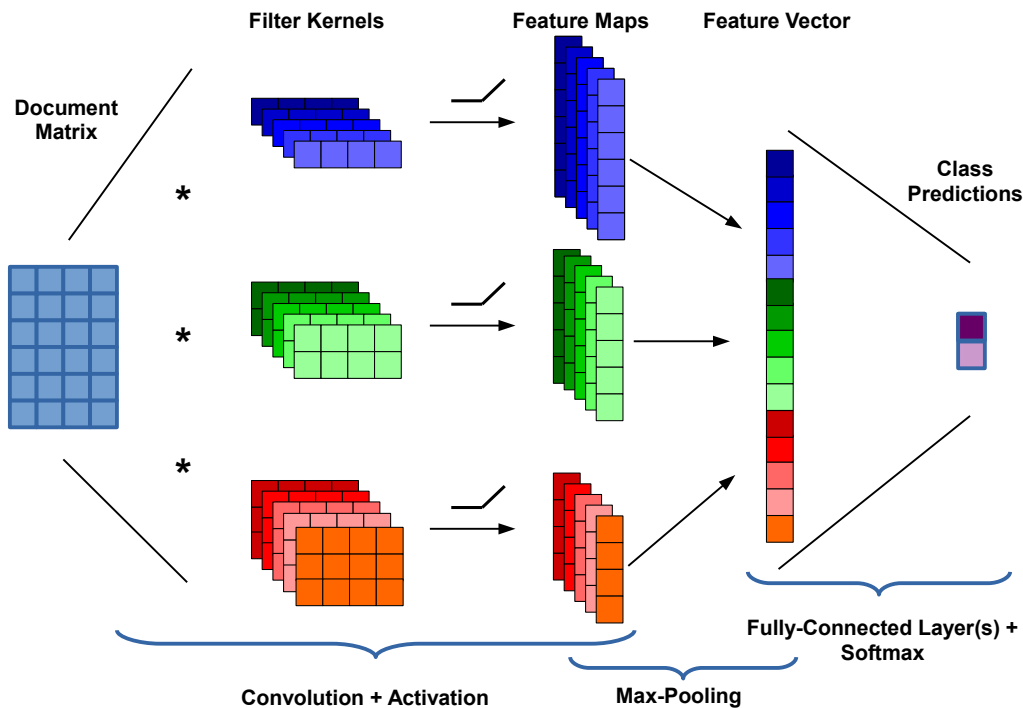 Filter Kernels
Feature Maps
Feature Vector
Document
Matrix
Class
Predictions
*
*
*
Fully-Connected Layer(s) +
Softmax
Convolution + Activation
Max-Pooling